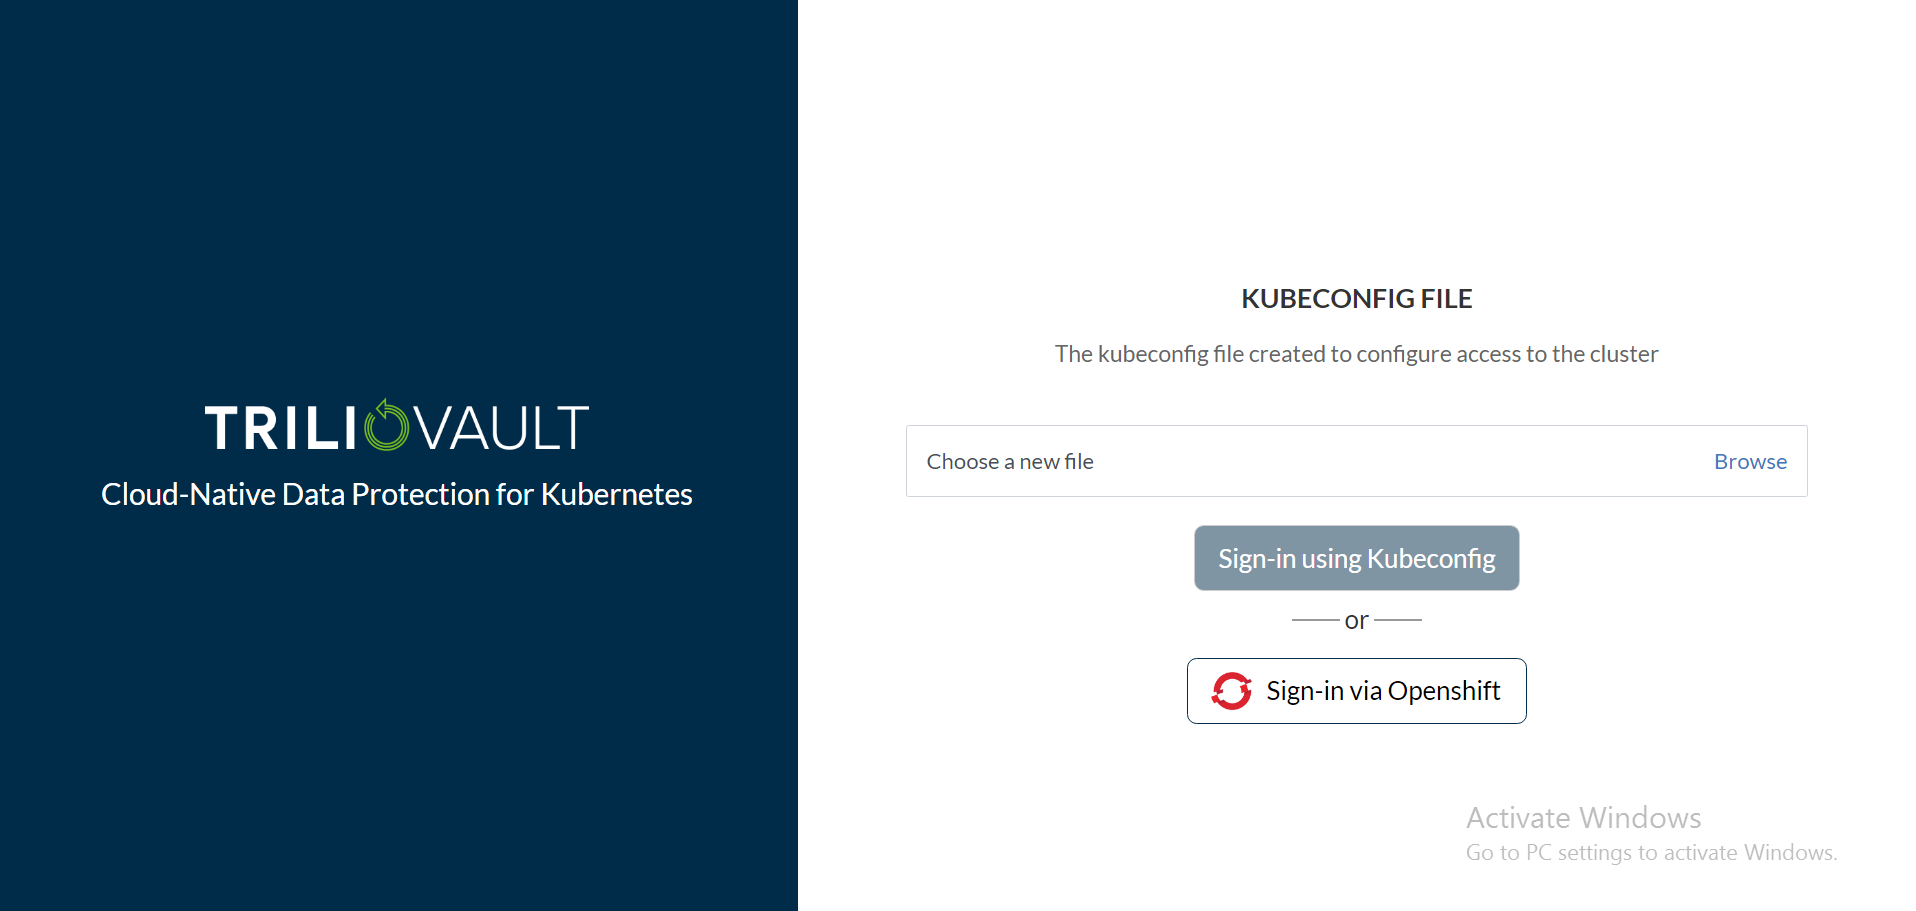 TRILIOVAULT
Cloud-Native Data Protection for Kubernetes
KUBECONFIG FILE
The kubeconfig file created to configure access to the cluster
Choose a new file
Browse
Sign-in using Kubeconfig
or
Sign-in via Openshift
Activate Windows
Go to PC settings to activate Windows.